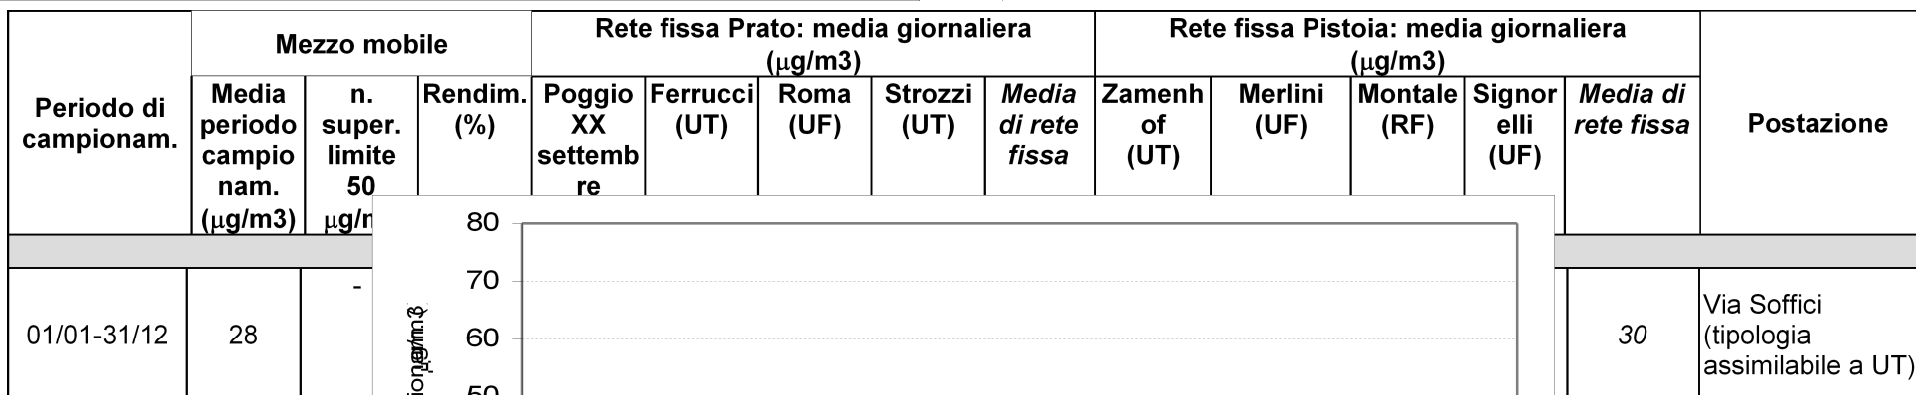 Periodo di
campionam.
Mezzo mobile
Rete fissa Prato: media giornaliera
(μg/m3)
Rete fissa Pistoia: media giornaliera
(μg/m3)
Postazione
Media
periodo
campio
nam.
(μg/m3)
n.
super.
limite
50
μg/n
Rendim.
(%)
Poggio
XX
settemb
re
Ferrucci
(UT)
Roma
(UF)
Strozzi
(UT)
Media
di rete
fissa
Zamenh
of
(UT)
Merlini
(UF)
Montale
(RF)
Signor
elli
(UF)
Media di
rete fissa
80
70
60
50
01/01-31/12
28
-
30
Via Soffici
(tipologia
assimilabile a UT)